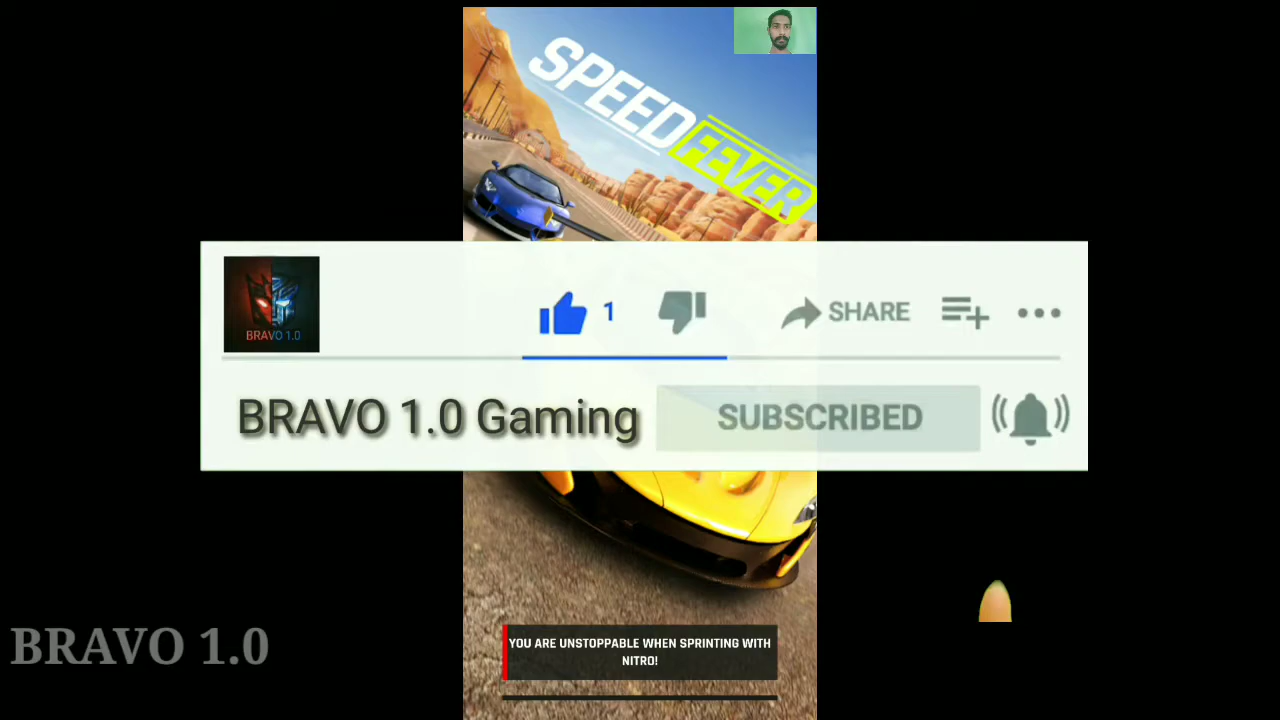 SPEED
FEVER
BRAVO 1.0
1
SHARE
BRAVO 1.0 Gaming
SUBSCRIBED
YOU ARE UNSTOPPABLE WHEN SPRINTING WITH
NITRO!
BRAVO 1.0